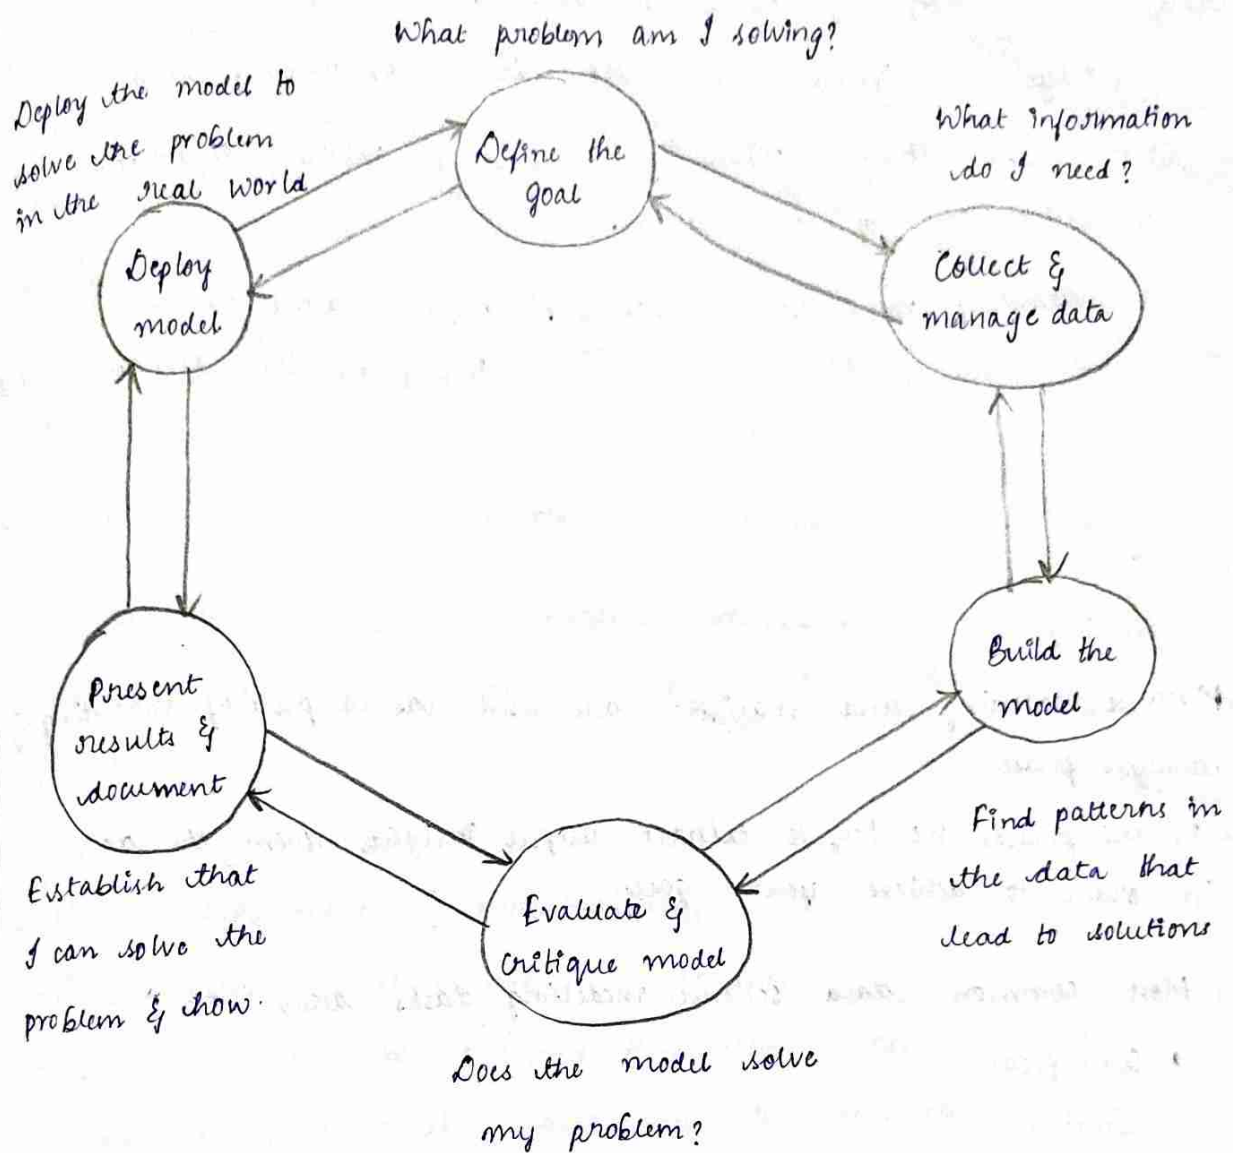 What problem am I solving?
Deploy the model to
solve the problem
in the real world
Define the
goal
What information
do I need?
Collect &
manage data
Deploy
model
Build the
model
Find patterns in
the data that
lead to solutions
Present
results &
document
Establish that
I can solve the
problem & how.
Evaluate &
critique model
Does the model solve
my problem?